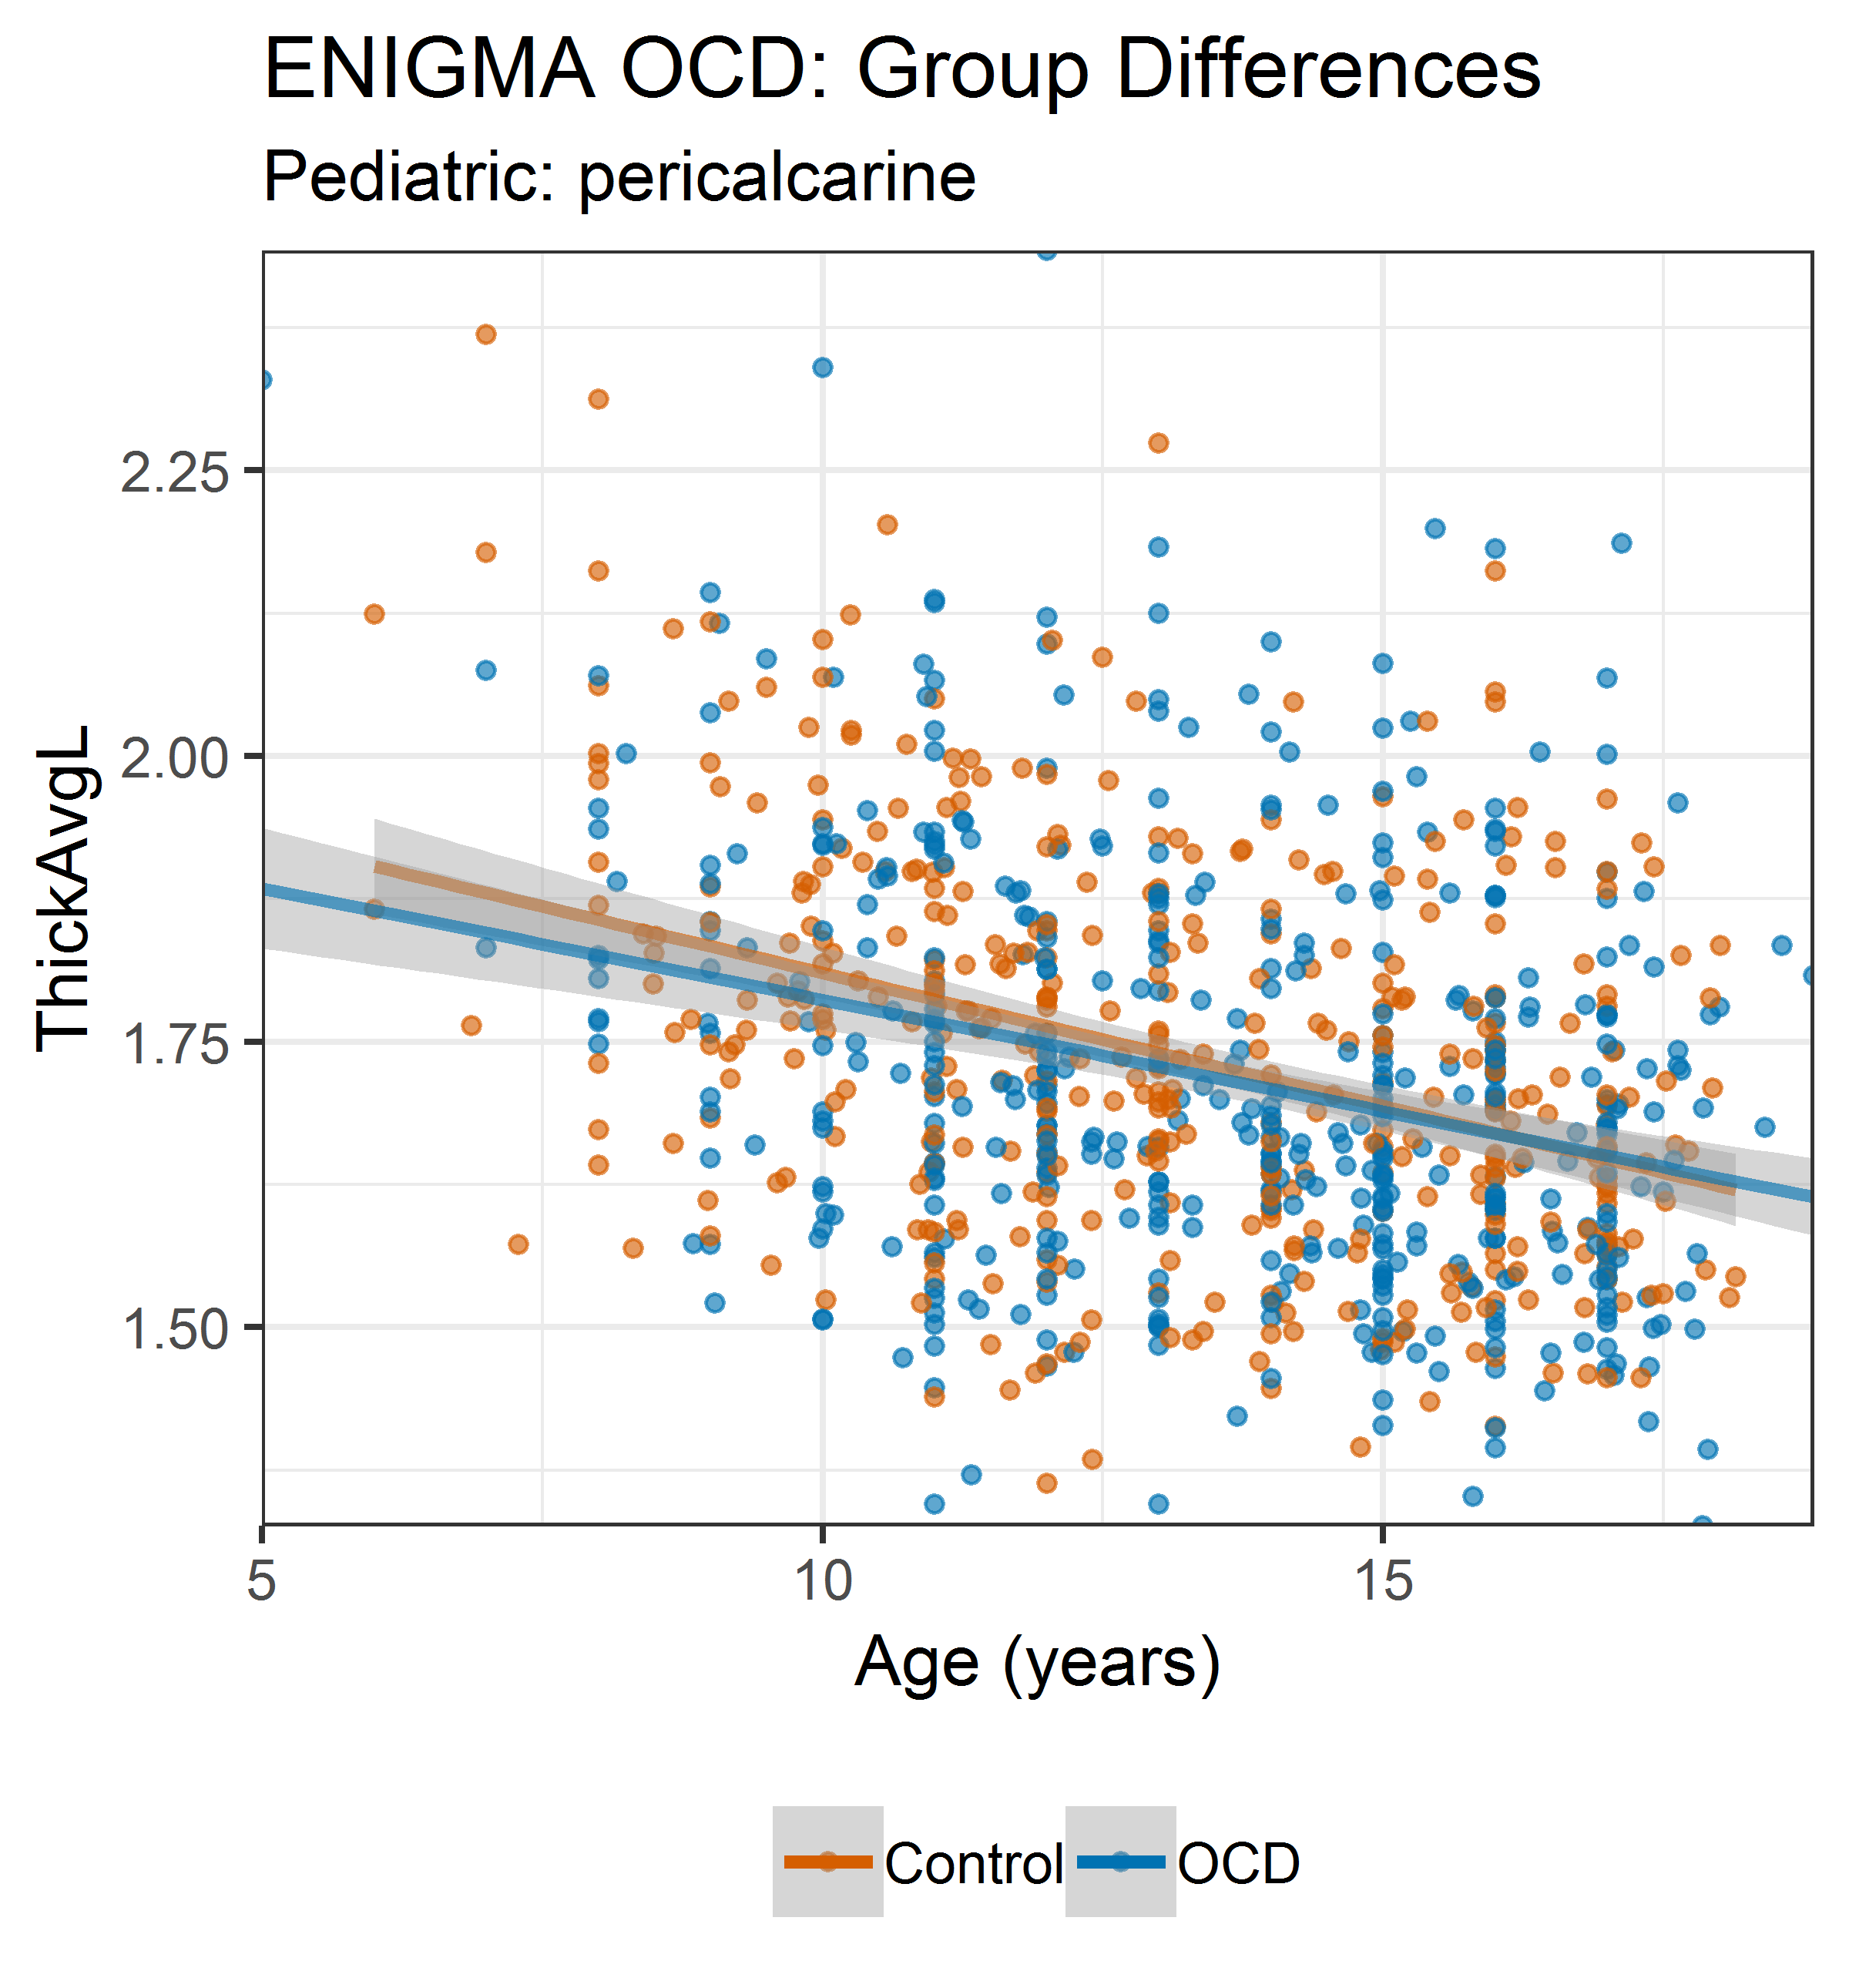 ENIGMA OCD: Group Differences
Pediatric: pericalcarine
ThickAvgL
2.25
2.00
1.75
1.50
5 10 15
Age (years)
Control OCD